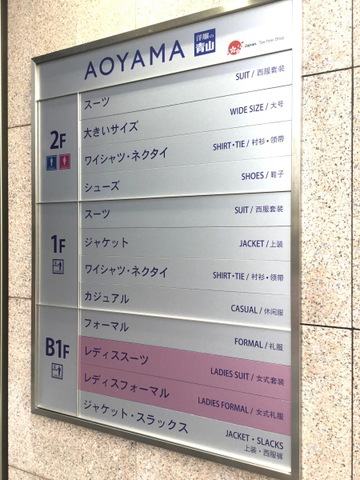 AOYAMA 洋服の青山 Japan. Tax-free Shop
2F
スーツ SUIT / 西服套装
大きいサイズ WIDE SIZE / 大号
ワイシャツ・ネクタイ SHIRT・TIE / 衬衫・领带
シューズ SHOES / 鞋子
1F
スーツ SUIT / 西服套装
ジャケット JACKET / 上装
ワイシャツ・ネクタイ SHIRT・TIE / 衬衫・领带
カジュアル CASUAL / 休闲服
B1F
フォーマル FORMAL / 礼服
レディススーツ LADIES SUIT / 女式套装
レディスフォーマル LADIES FORMAL / 女式礼服
ジャケット・スラックス JACKET・SLACKS
上装・西服裤